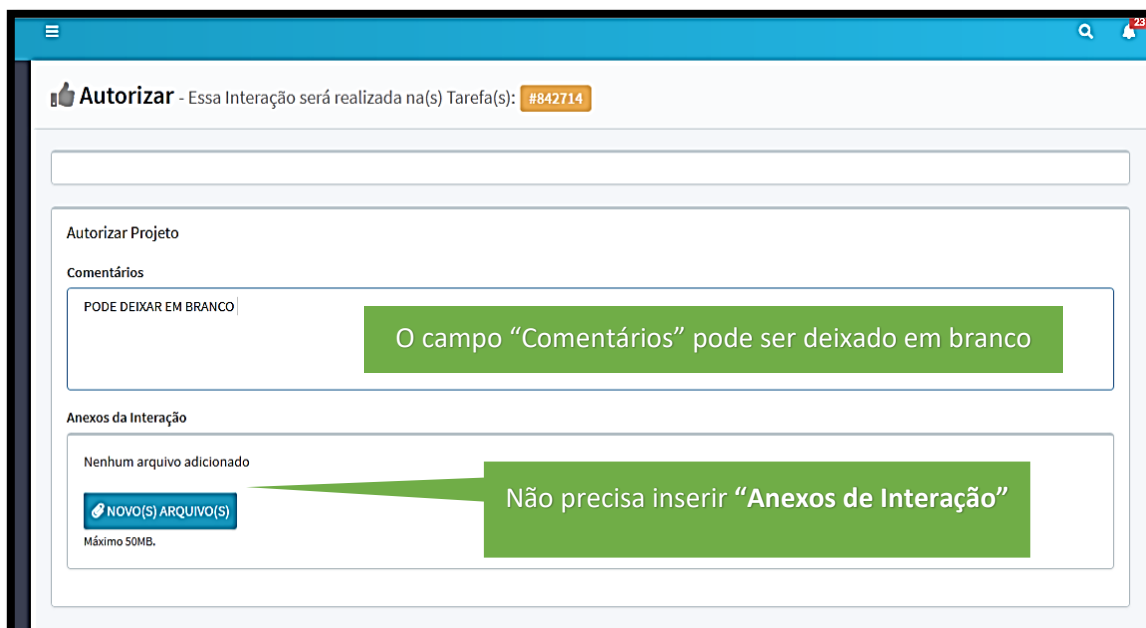 23
Autorizar - Essa Interação será realizada na(s) Tarefa(s): #842714
Autorizar Projeto
Comentários
PODE DEIXAR EM BRANCO
O campo “Comentários” pode ser deixado em branco
Anexos da Interação
Nenhum arquivo adicionado
Não precisa inserir “Anexos de Interação”
NOVO(S) ARQUIVO(S)
Máximo 50MB.